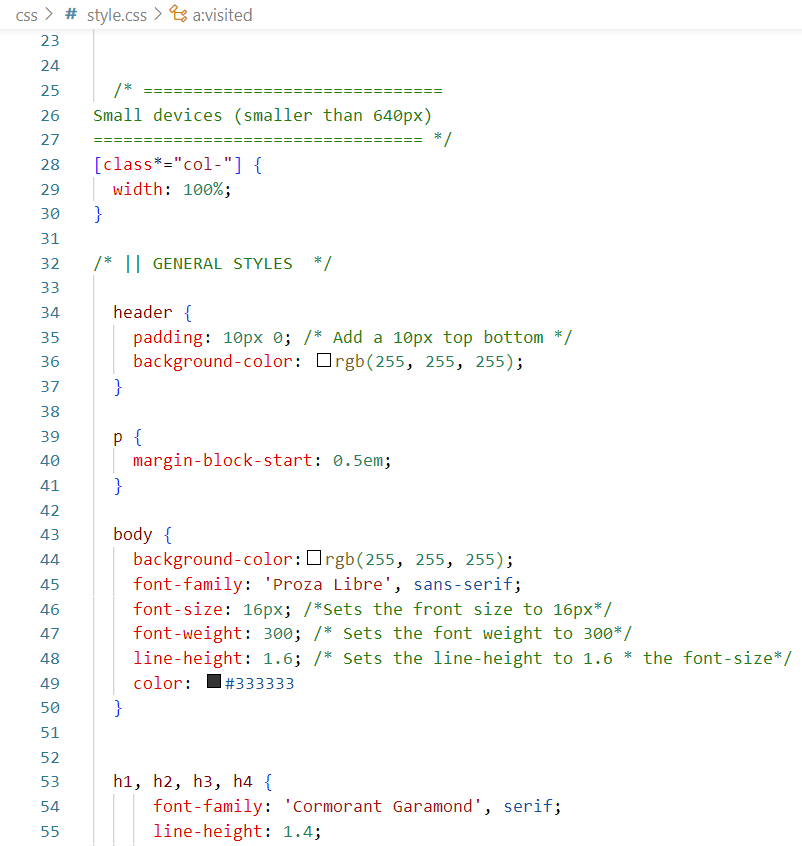 css > # style.css > a:visited
23
24
25 /* ==============================
26 Small devices (smaller than 640px)
27 ================================= */
28 [class*="col-"] {
29 width: 100%;
30 }
31
32 /* || GENERAL STYLES  */
33
34 header {
35 padding: 10px 0; /* Add a 10px top bottom */
36 background-color: rgb(255, 255, 255);
37 }
38
39 p {
40 margin-block-start: 0.5em;
41 }
42
43 body {
44 background-color: rgb(255, 255, 255);
45 font-family: 'Proza Libre', sans-serif;
46 font-size: 16px; /*Sets the front size to 16px*/
47 font-weight: 300; /* Sets the font weight to 300*/
48 line-height: 1.6; /* Sets the line-height to 1.6 * the font-size*/
49 color: #333333
50 }
51
52
53 h1, h2, h3, h4 {
54 font-family: 'Cormorant Garamond', serif;
55 line-height: 1.4;